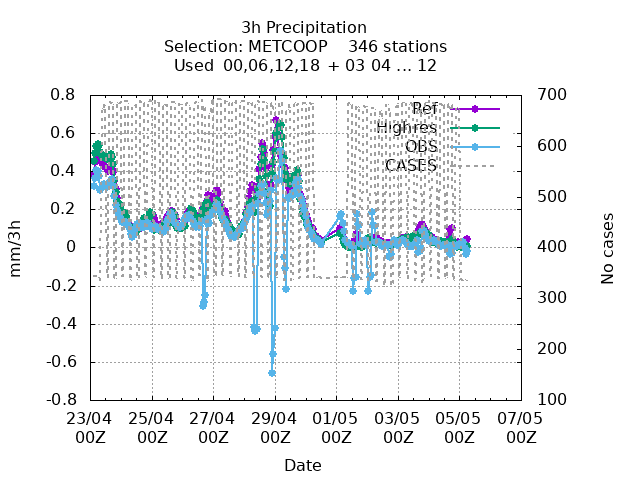 3h Precipitation
Selection: METCOOP    346 stations
Used  00,06,12,18  + 03 04 ... 12
Ref
Highres
OBS
CASES
0.8
0.6
0.4
0.2
0
-0.2
-0.4
-0.6
-0.8
mm/3h
700
600
500
400
300
200
100
No cases
23/04 25/04 27/04 29/04 01/05 03/05 05/05 07/05
00Z 00Z 00Z 00Z 00Z 00Z 00Z 00Z
Date